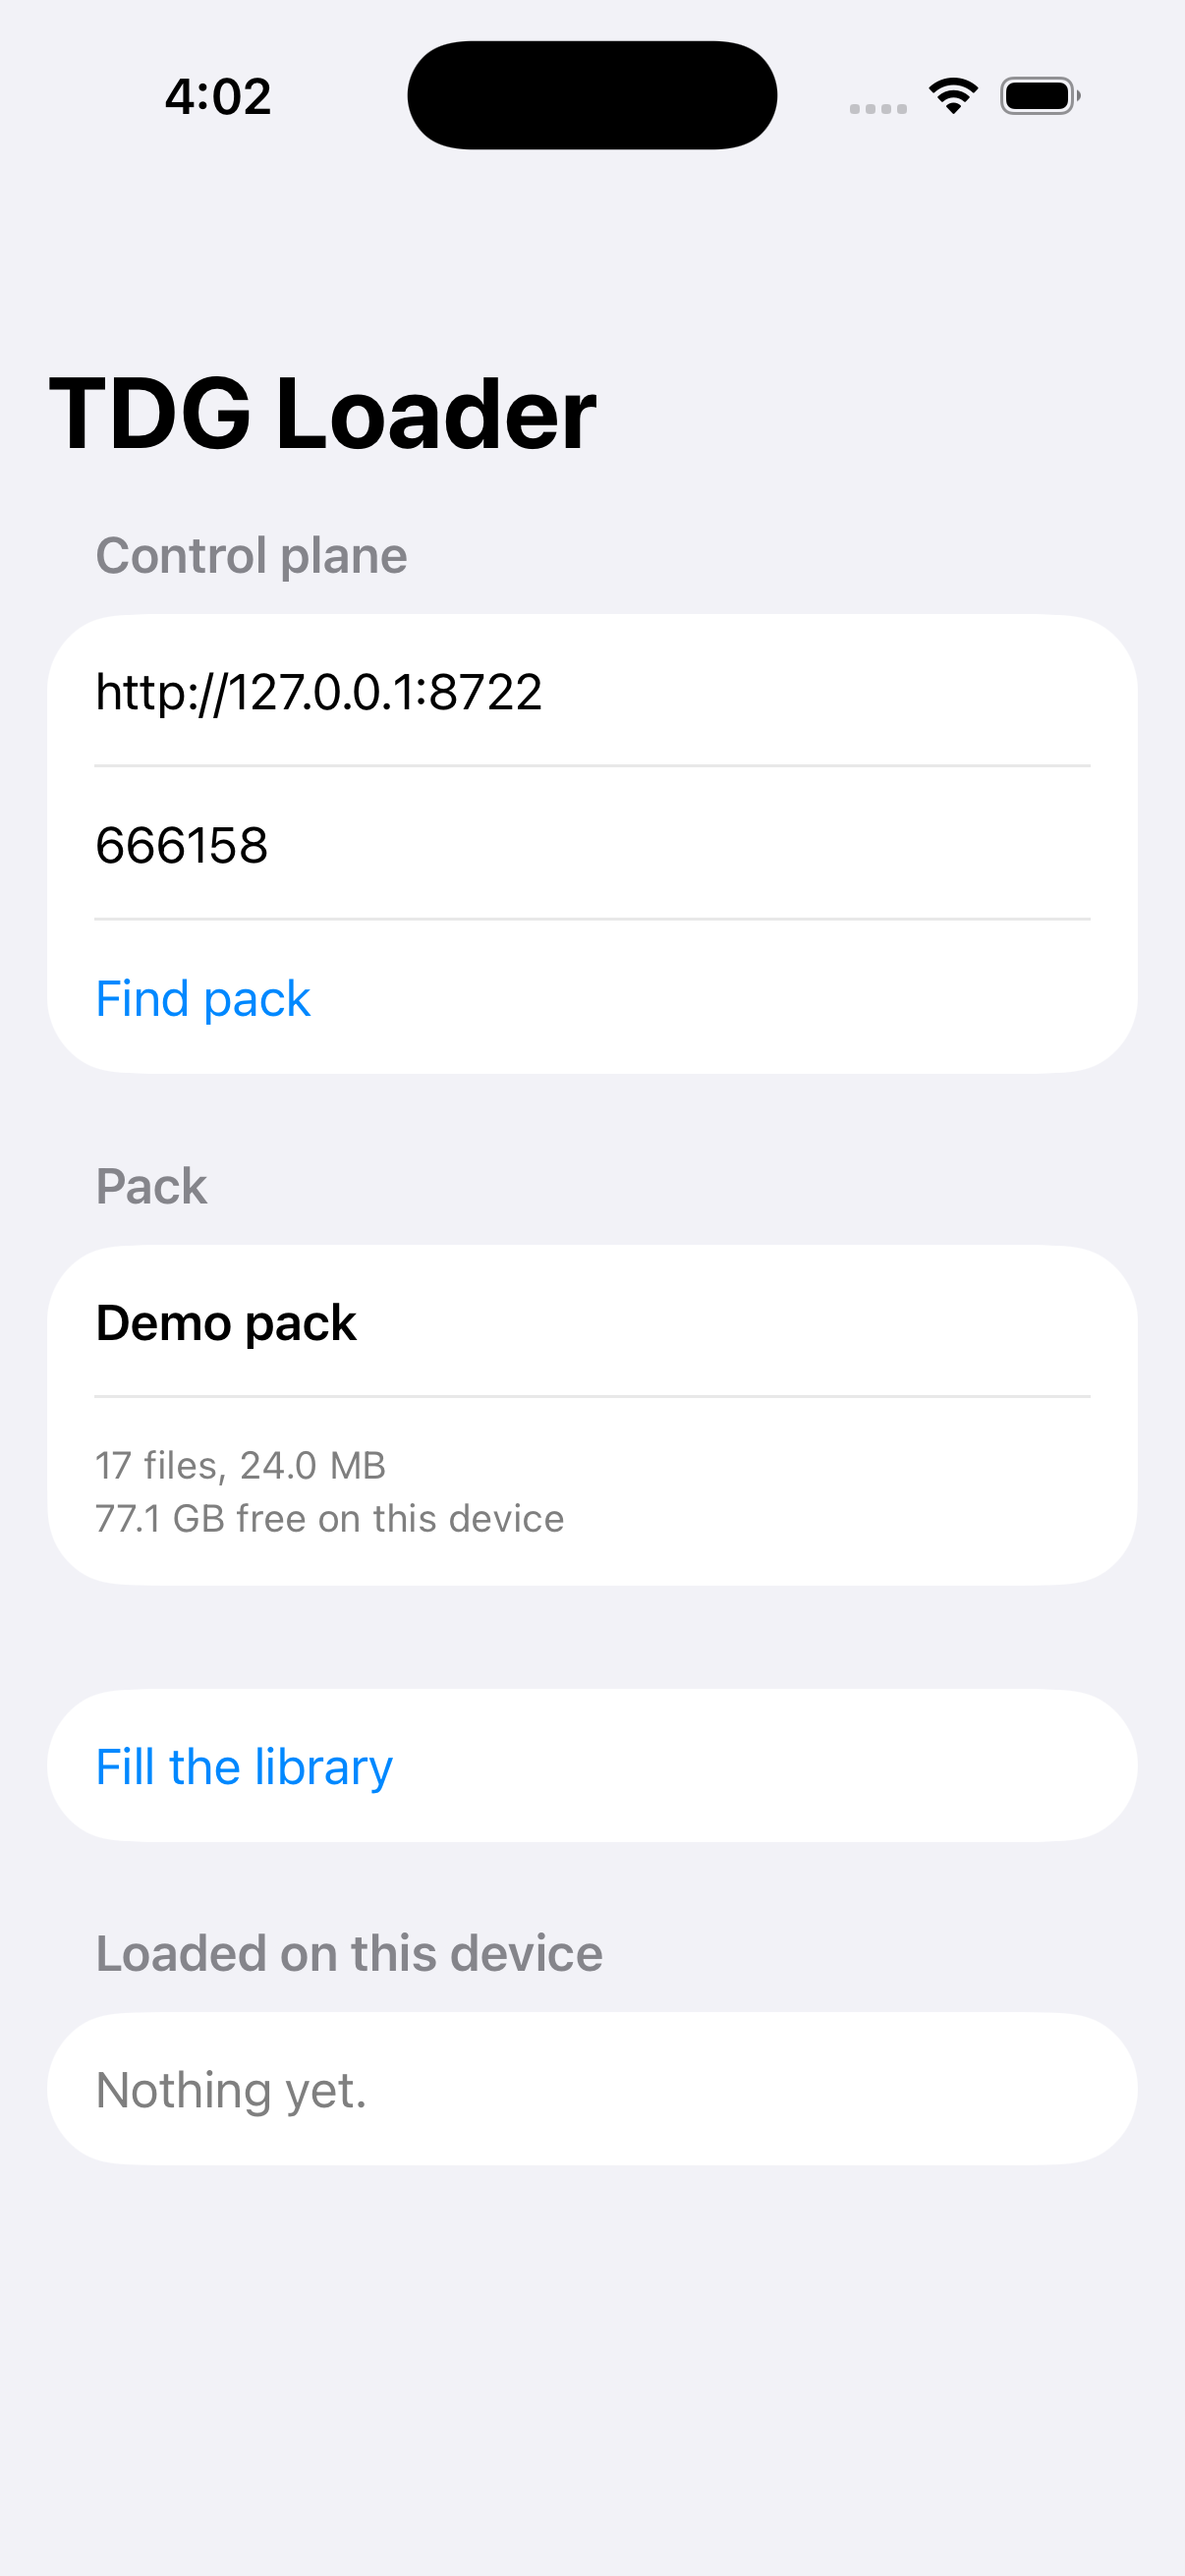 4:02
TDG Loader
Control plane
http://127.0.0.1:8722
666158
Find pack
Pack
Demo pack
17 files, 24.0 MB
77.1 GB free on this device
Fill the library
Loaded on this device
Nothing yet.